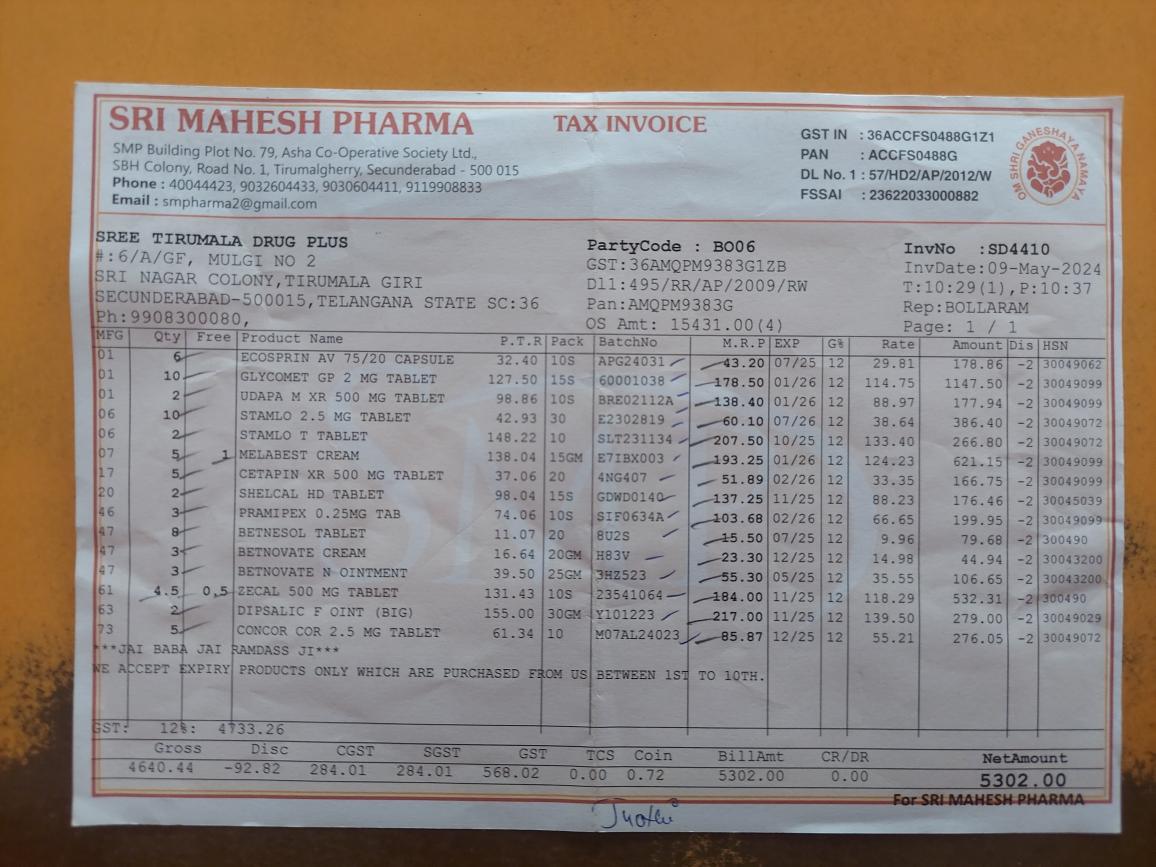 SRI MAHESH PHARMA
TAX INVOICE
SMP Building Plot No. 79, Asha Co-Operative Society Ltd.,
SBH Colony, Road No. 1, Tirumalgherry, Secunderabad - 500 015
Phone : 40044423, 9032604433, 9030604411, 9119908833
Email : smpharma2@gmail.com
GST IN : 36ACCFS0488G1Z1
PAN : ACCFS0488G
DL No. 1 : 57/HD2/AP/2012/W
FSSAI : 23622033000882
OM SHRI GANESHAYA NAMAYA
SREE TIRUMALA DRUG PLUS
#:6/A/GF, MULGI NO 2
SRI NAGAR COLONY,TIRUMALA GIRI
SECUNDERABAD-500015,TELANGANA STATE SC:36
Ph:9908300080,
PartyCode : BO06
GST:36AMQPM9383G1ZB
Dl1:495/RR/AP/2009/RW
Pan:AMQPM9383G
OS Amt: 15431.00(4)
InvNo :SD4410
InvDate:09-May-2024
T:10:29(1),P:10:37
Rep:BOLLARAM
Page: 1 / 1
MFG Qty Free Product Name P.T.R Pack BatchNo M.R.P EXP G% Rate Amount Dis HSN
01 6 ECOSPRIN AV 75/20 CAPSULE 32.40 10S APG24031 43.20 07/25 12 29.81 178.86 -2 30049062
01 10 GLYCOMET GP 2 MG TABLET 127.50 15S 60001038 178.50 01/26 12 114.75 1147.50 -2 30049099
01 2 UDAPA M XR 500 MG TABLET 98.86 10S BRE02112A 138.40 01/26 12 88.97 177.94 -2 30049099
06 10 STAMLO 2.5 MG TABLET 42.93 30 E2302819 60.10 07/26 12 38.64 386.40 -2 30049072
06 2 STAMLO T TABLET 148.22 10 SLT231134 207.50 10/25 12 133.40 266.80 -2 30049072
07 5 1 MELABEST CREAM 138.04 15GM E7IBX003 193.25 01/26 12 124.23 621.15 -2 30049099
17 5 CETAPIN XR 500 MG TABLET 37.06 20 4NG407 51.89 02/26 12 33.35 166.75 -2 30049099
20 2 SHELCAL HD TABLET 98.04 15S GDWD0140 137.25 11/25 12 88.23 176.46 -2 30045039
46 3 PRAMIPEX 0.25MG TAB 74.06 10S SIF0634A 103.68 02/26 12 66.65 199.95 -2 30049099
47 8 BETNESOL TABLET 11.07 20 8U2S 15.50 07/25 12 9.96 79.68 -2 300490
47 3 BETNOVATE CREAM 16.64 20GM H83V 23.30 12/25 12 14.98 44.94 -2 30043200
47 3 BETNOVATE N OINTMENT 39.50 25GM 3HZ523 55.30 05/25 12 35.55 106.65 -2 30043200
61 4.5 0.5 ZECAL 500 MG TABLET 131.43 10S 23541064 184.00 11/25 12 118.29 532.31 -2 300490
63 2 DIPSALIC F OINT (BIG) 155.00 30GM Y101223 217.00 11/25 12 139.50 279.00 -2 30049029
73 5 CONCOR COR 2.5 MG TABLET 61.34 10 M07AL24023 85.87 12/25 12 55.21 276.05 -2 30049072
***JAI BABA JAI RAMDASS JI***
WE ACCEPT EXPIRY PRODUCTS ONLY WHICH ARE PURCHASED FROM US BETWEEN 1ST TO 10TH.
GST: 12%: 4733.26
Gross Disc CGST SGST GST TCS Coin BillAmt CR/DR NetAmount
4640.44 -92.82 284.01 284.01 568.02 0.00 0.72 5302.00 0.00 5302.00
For SRI MAHESH PHARMA